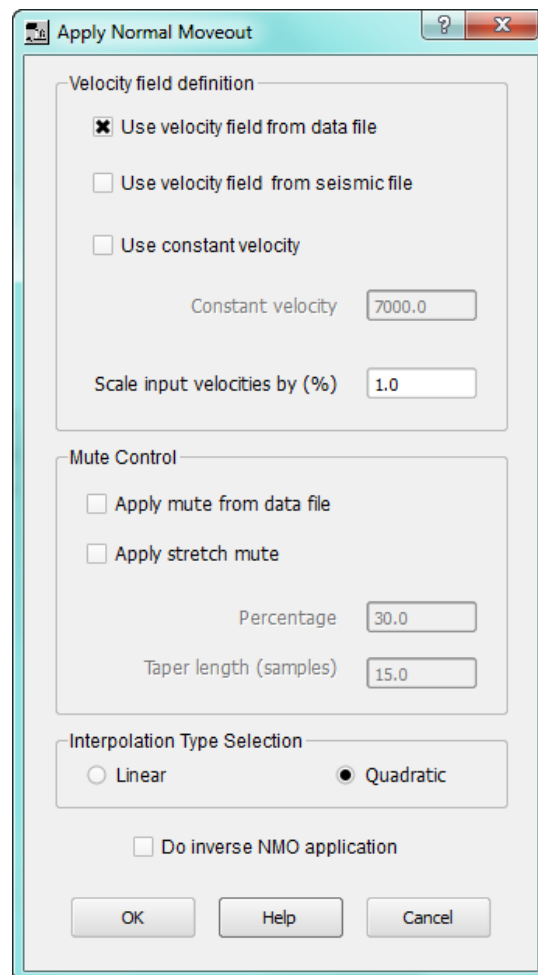 Apply Normal Moveout
Velocity field definition
Use velocity field from data file
Use velocity field from seismic file
Use constant velocity
Constant velocity 7000.0
Scale input velocities by (%) 1.0
Mute Control
Apply mute from data file
Apply stretch mute
Percentage 30.0
Taper length (samples) 15.0
Interpolation Type Selection
Linear Quadratic
Do inverse NMO application
OK Help Cancel